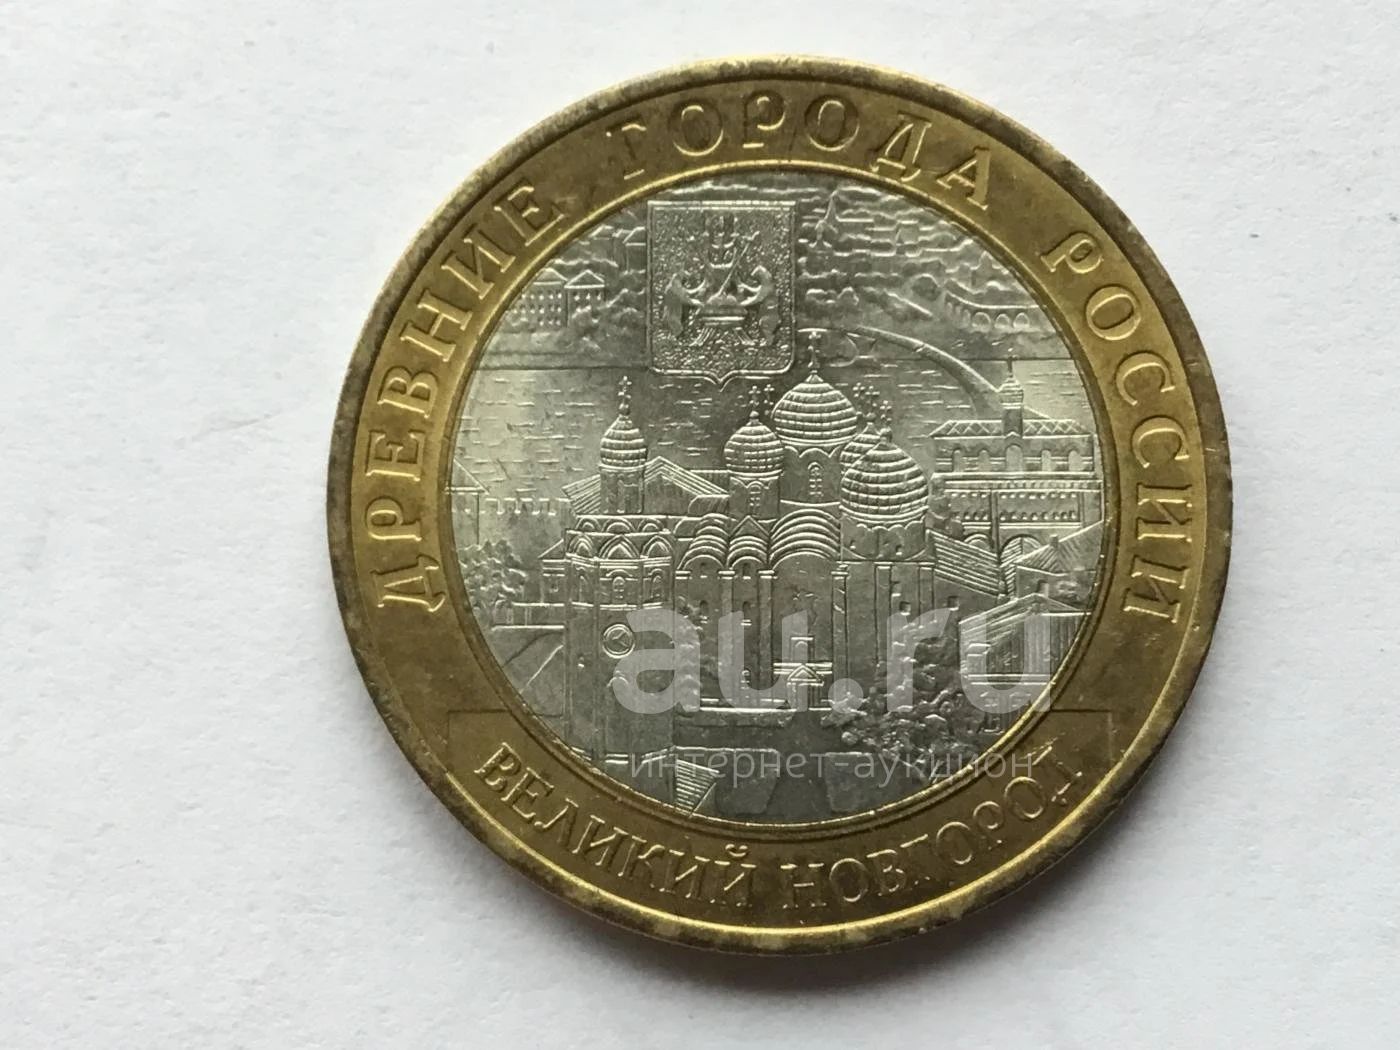 ДРЕВНИЕ ГОРОДА РОССИИ
au.ru
интернет-аукцион
ВЕЛИКИЙ НОВГОРОД